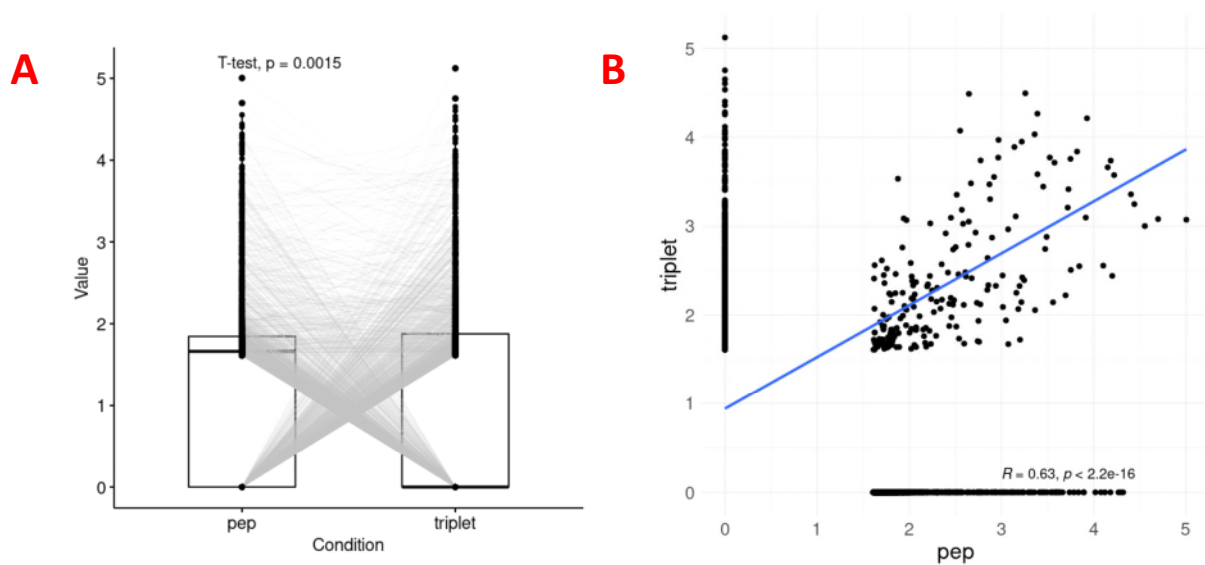 A
T-test, p = 0.0015
5
4
3
2
1
0
Value
pep
triplet
Condition
B
5
4
3
2
1
0
triplet
R = 0.63, p < 2.2e-16
0
1
2
3
4
5
pep